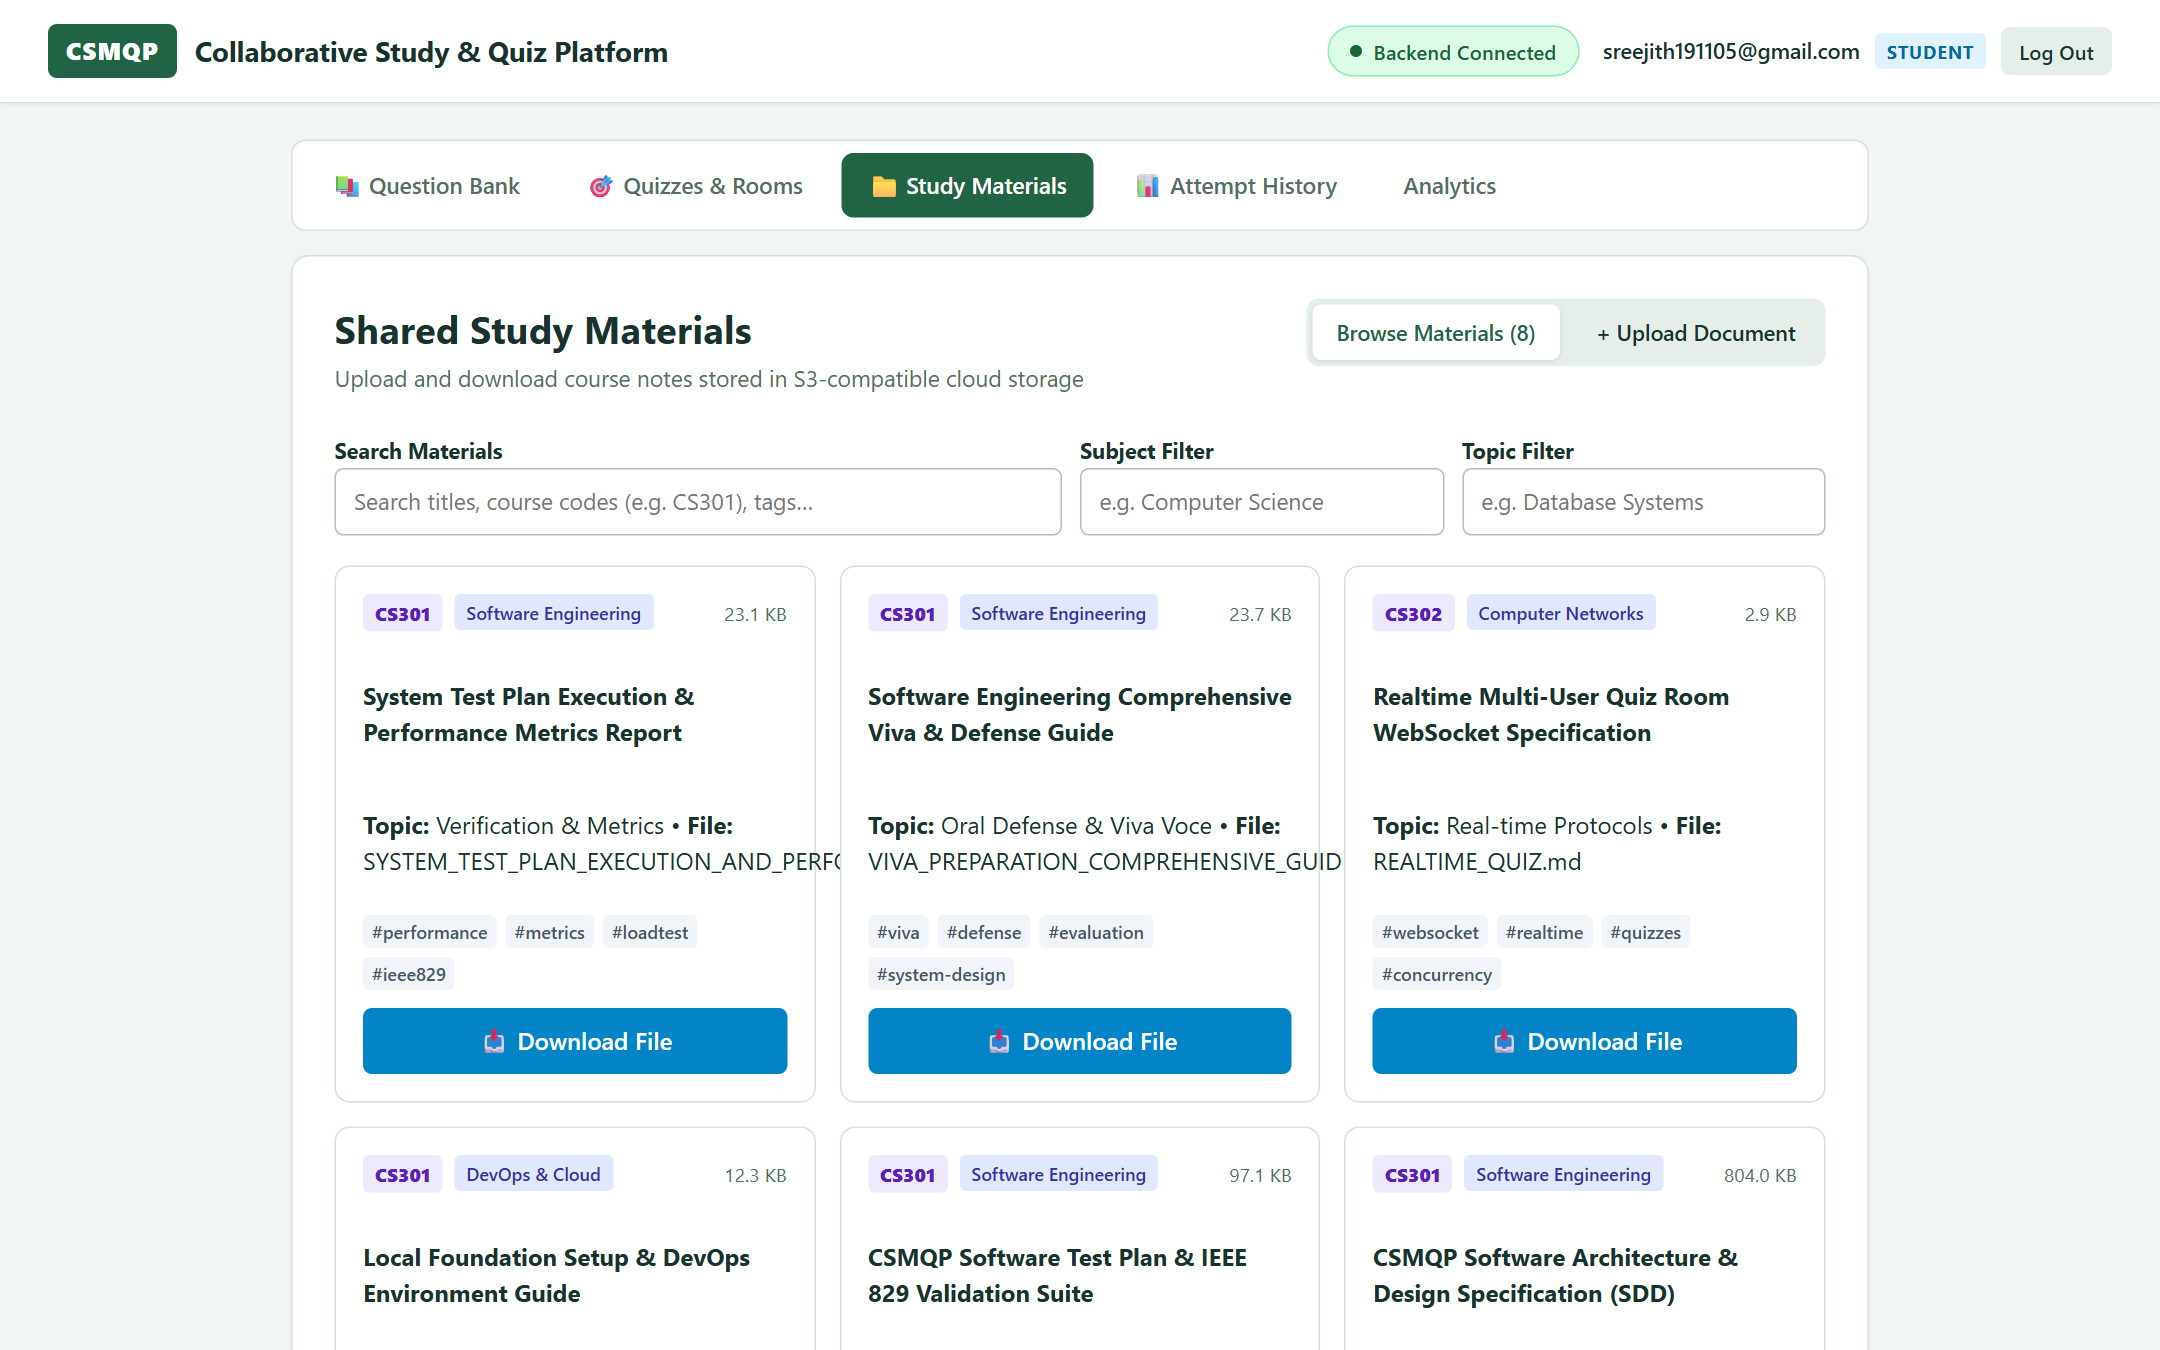 CSMQP Collaborative Study & Quiz Platform
Backend Connected sreejith191105@gmail.com STUDENT Log Out
Question Bank Quizzes & Rooms Study Materials Attempt History Analytics
Shared Study Materials
Browse Materials (8) + Upload Document
Upload and download course notes stored in S3-compatible cloud storage
Search Materials
Search titles, course codes (e.g. CS301), tags...
Subject Filter
e.g. Computer Science
Topic Filter
e.g. Database Systems
CS301 Software Engineering 23.1 KB
System Test Plan Execution &
Performance Metrics Report
Topic: Verification & Metrics • File:
SYSTEM_TEST_PLAN_EXECUTION_AND_PERFO
#performance #metrics #loadtest
#ieee829
Download File
CS301 Software Engineering 23.7 KB
Software Engineering Comprehensive
Viva & Defense Guide
Topic: Oral Defense & Viva Voce • File:
VIVA_PREPARATION_COMPREHENSIVE_GUID
#viva #defense #evaluation
#system-design
Download File
CS302 Computer Networks 2.9 KB
Realtime Multi-User Quiz Room
WebSocket Specification
Topic: Real-time Protocols • File:
REALTIME_QUIZ.md
#websocket #realtime #quizzes
#concurrency
Download File
CS301 DevOps & Cloud 12.3 KB
Local Foundation Setup & DevOps
Environment Guide
CS301 Software Engineering 97.1 KB
CSMQP Software Test Plan & IEEE
829 Validation Suite
CS301 Software Engineering 804.0 KB
CSMQP Software Architecture &
Design Specification (SDD)